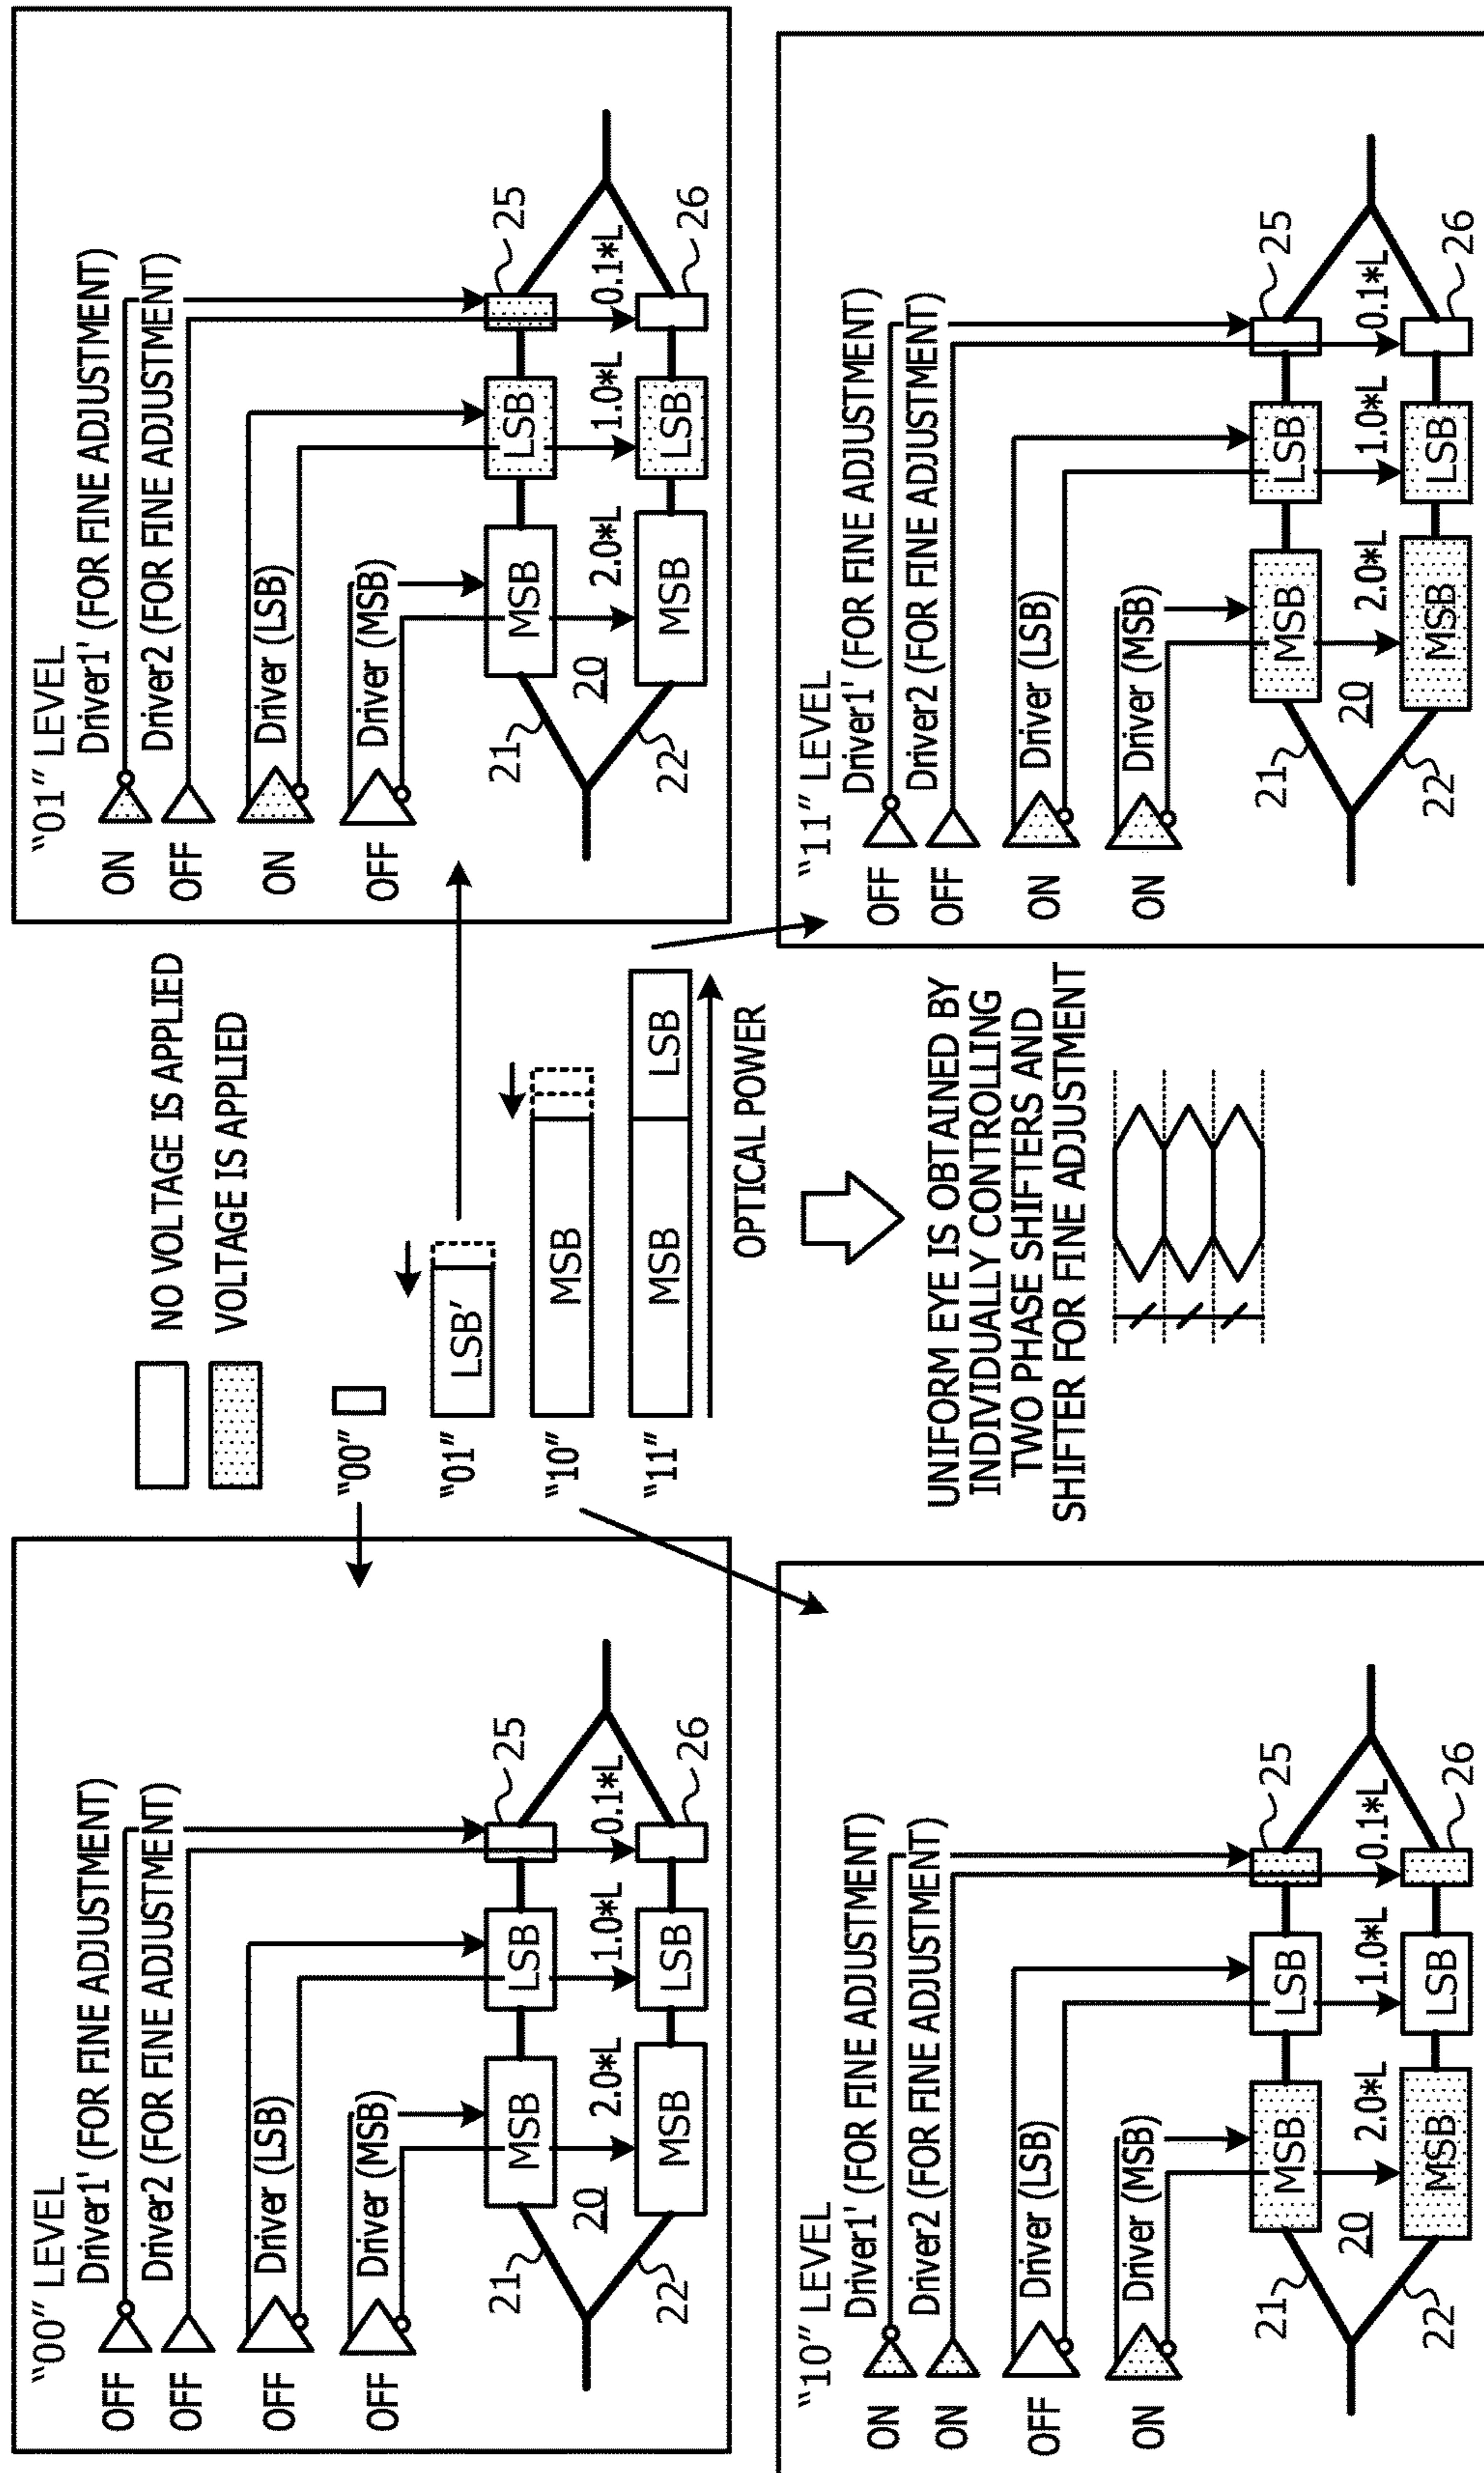 "00" LEVEL
OFF Driver1' (FOR FINE ADJUSTMENT)
OFF Driver2 (FOR FINE ADJUSTMENT)
OFF Driver (LSB)
OFF Driver (MSB)
21 MSB LSB 25
20 2.0*L 1.0*L 0.1*L
22 MSB LSB 26
NO VOLTAGE IS APPLIED
VOLTAGE IS APPLIED
"00"
"01" LSB'
"10" MSB
"11" MSB LSB
OPTICAL POWER
"01" LEVEL
ON Driver1' (FOR FINE ADJUSTMENT)
OFF Driver2 (FOR FINE ADJUSTMENT)
ON Driver (LSB)
OFF Driver (MSB)
21 MSB LSB 25
20 2.0*L 1.0*L 0.1*L
22 MSB LSB 26
"10" LEVEL
ON Driver1' (FOR FINE ADJUSTMENT)
ON Driver2 (FOR FINE ADJUSTMENT)
OFF Driver (LSB)
ON Driver (MSB)
21 MSB LSB 25
20 2.0*L 1.0*L 0.1*L
22 MSB LSB 26
UNIFORM EYE IS OBTAINED BY
INDIVIDUALLY CONTROLLING
TWO PHASE SHIFTERS AND
SHIFTER FOR FINE ADJUSTMENT
"11" LEVEL
OFF Driver1' (FOR FINE ADJUSTMENT)
OFF Driver2 (FOR FINE ADJUSTMENT)
ON Driver (LSB)
ON Driver (MSB)
21 MSB LSB 25
20 2.0*L 1.0*L 0.1*L
22 MSB LSB 26